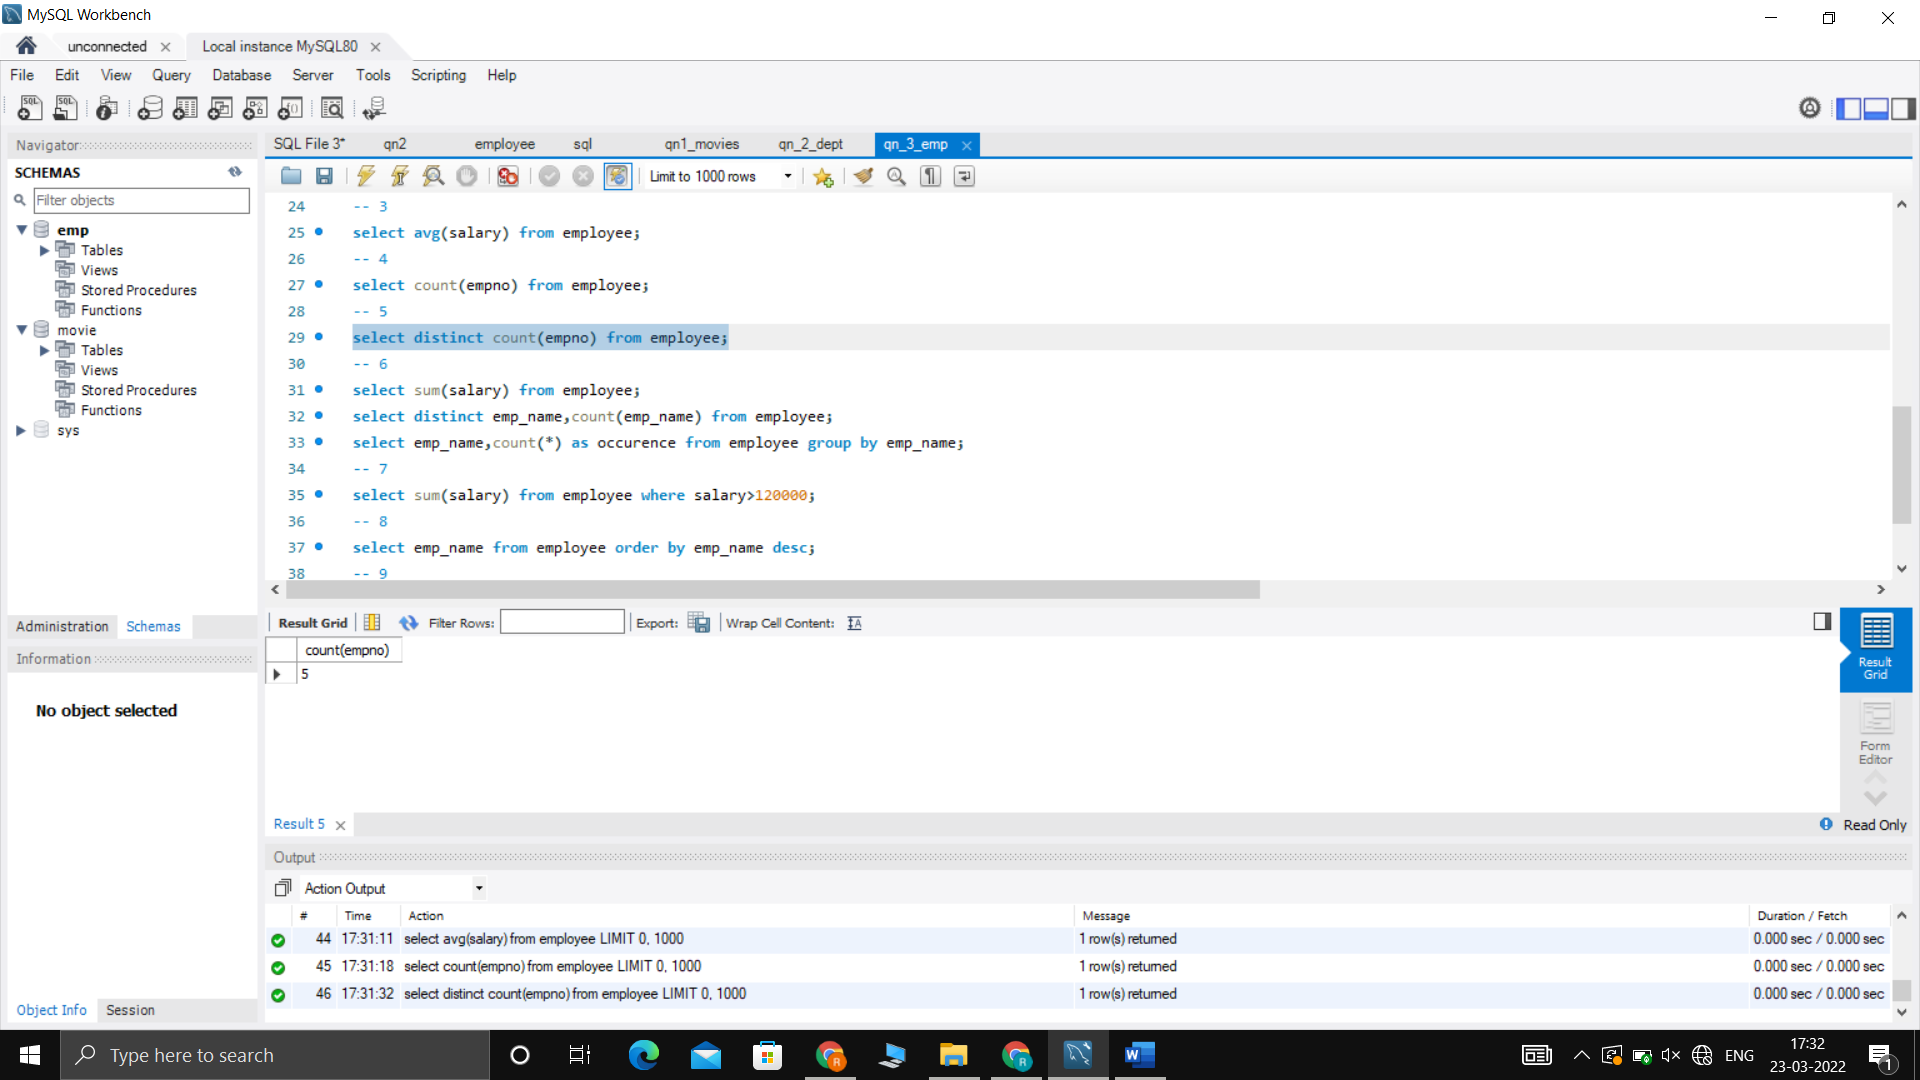 MySQL Workbench
unconnected
Local instance MySQL80
File Edit View Query Database Server Tools Scripting Help
Navigator
SCHEMAS
Filter objects
emp
Tables
Views
Stored Procedures
Functions
movie
Tables
Views
Stored Procedures
Functions
sys
Administration Schemas
Information
No object selected
Object Info Session
SQL File 3* qn2 employee sql qn1_movies qn_2_dept qn_3_emp
Limit to 1000 rows
24 -- 3
25 select avg(salary) from employee;
26 -- 4
27 select count(empno) from employee;
28 -- 5
29 select distinct count(empno) from employee;
30 -- 6
31 select sum(salary) from employee;
32 select distinct emp_name,count(emp_name) from employee;
33 select emp_name,count(*) as occurence from employee group by emp_name;
34 -- 7
35 select sum(salary) from employee where salary>120000;
36 -- 8
37 select emp_name from employee order by emp_name desc;
38 -- 9
Result Grid Filter Rows: Export: Wrap Cell Content:
count(empno)
5
Result Grid
Form Editor
Result 5
Read Only
Output
Action Output
# Time Action Message Duration / Fetch
44 17:31:11 select avg(salary) from employee LIMIT 0, 1000 1 row(s) returned 0.000 sec / 0.000 sec
45 17:31:18 select count(empno) from employee LIMIT 0, 1000 1 row(s) returned 0.000 sec / 0.000 sec
46 17:31:32 select distinct count(empno) from employee LIMIT 0, 1000 1 row(s) returned 0.000 sec / 0.000 sec
Type here to search
ENG
17:32
23-03-2022
1